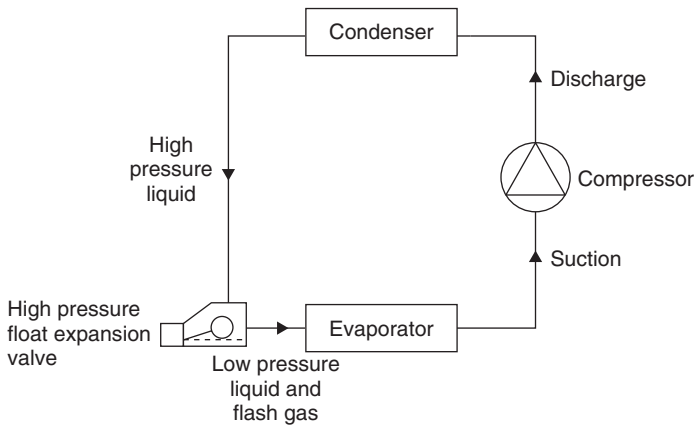 Condenser
Discharge
High
pressure
liquid
Compressor
Suction
High pressure
float expansion
valve
Evaporator
Low pressure
liquid and
flash gas